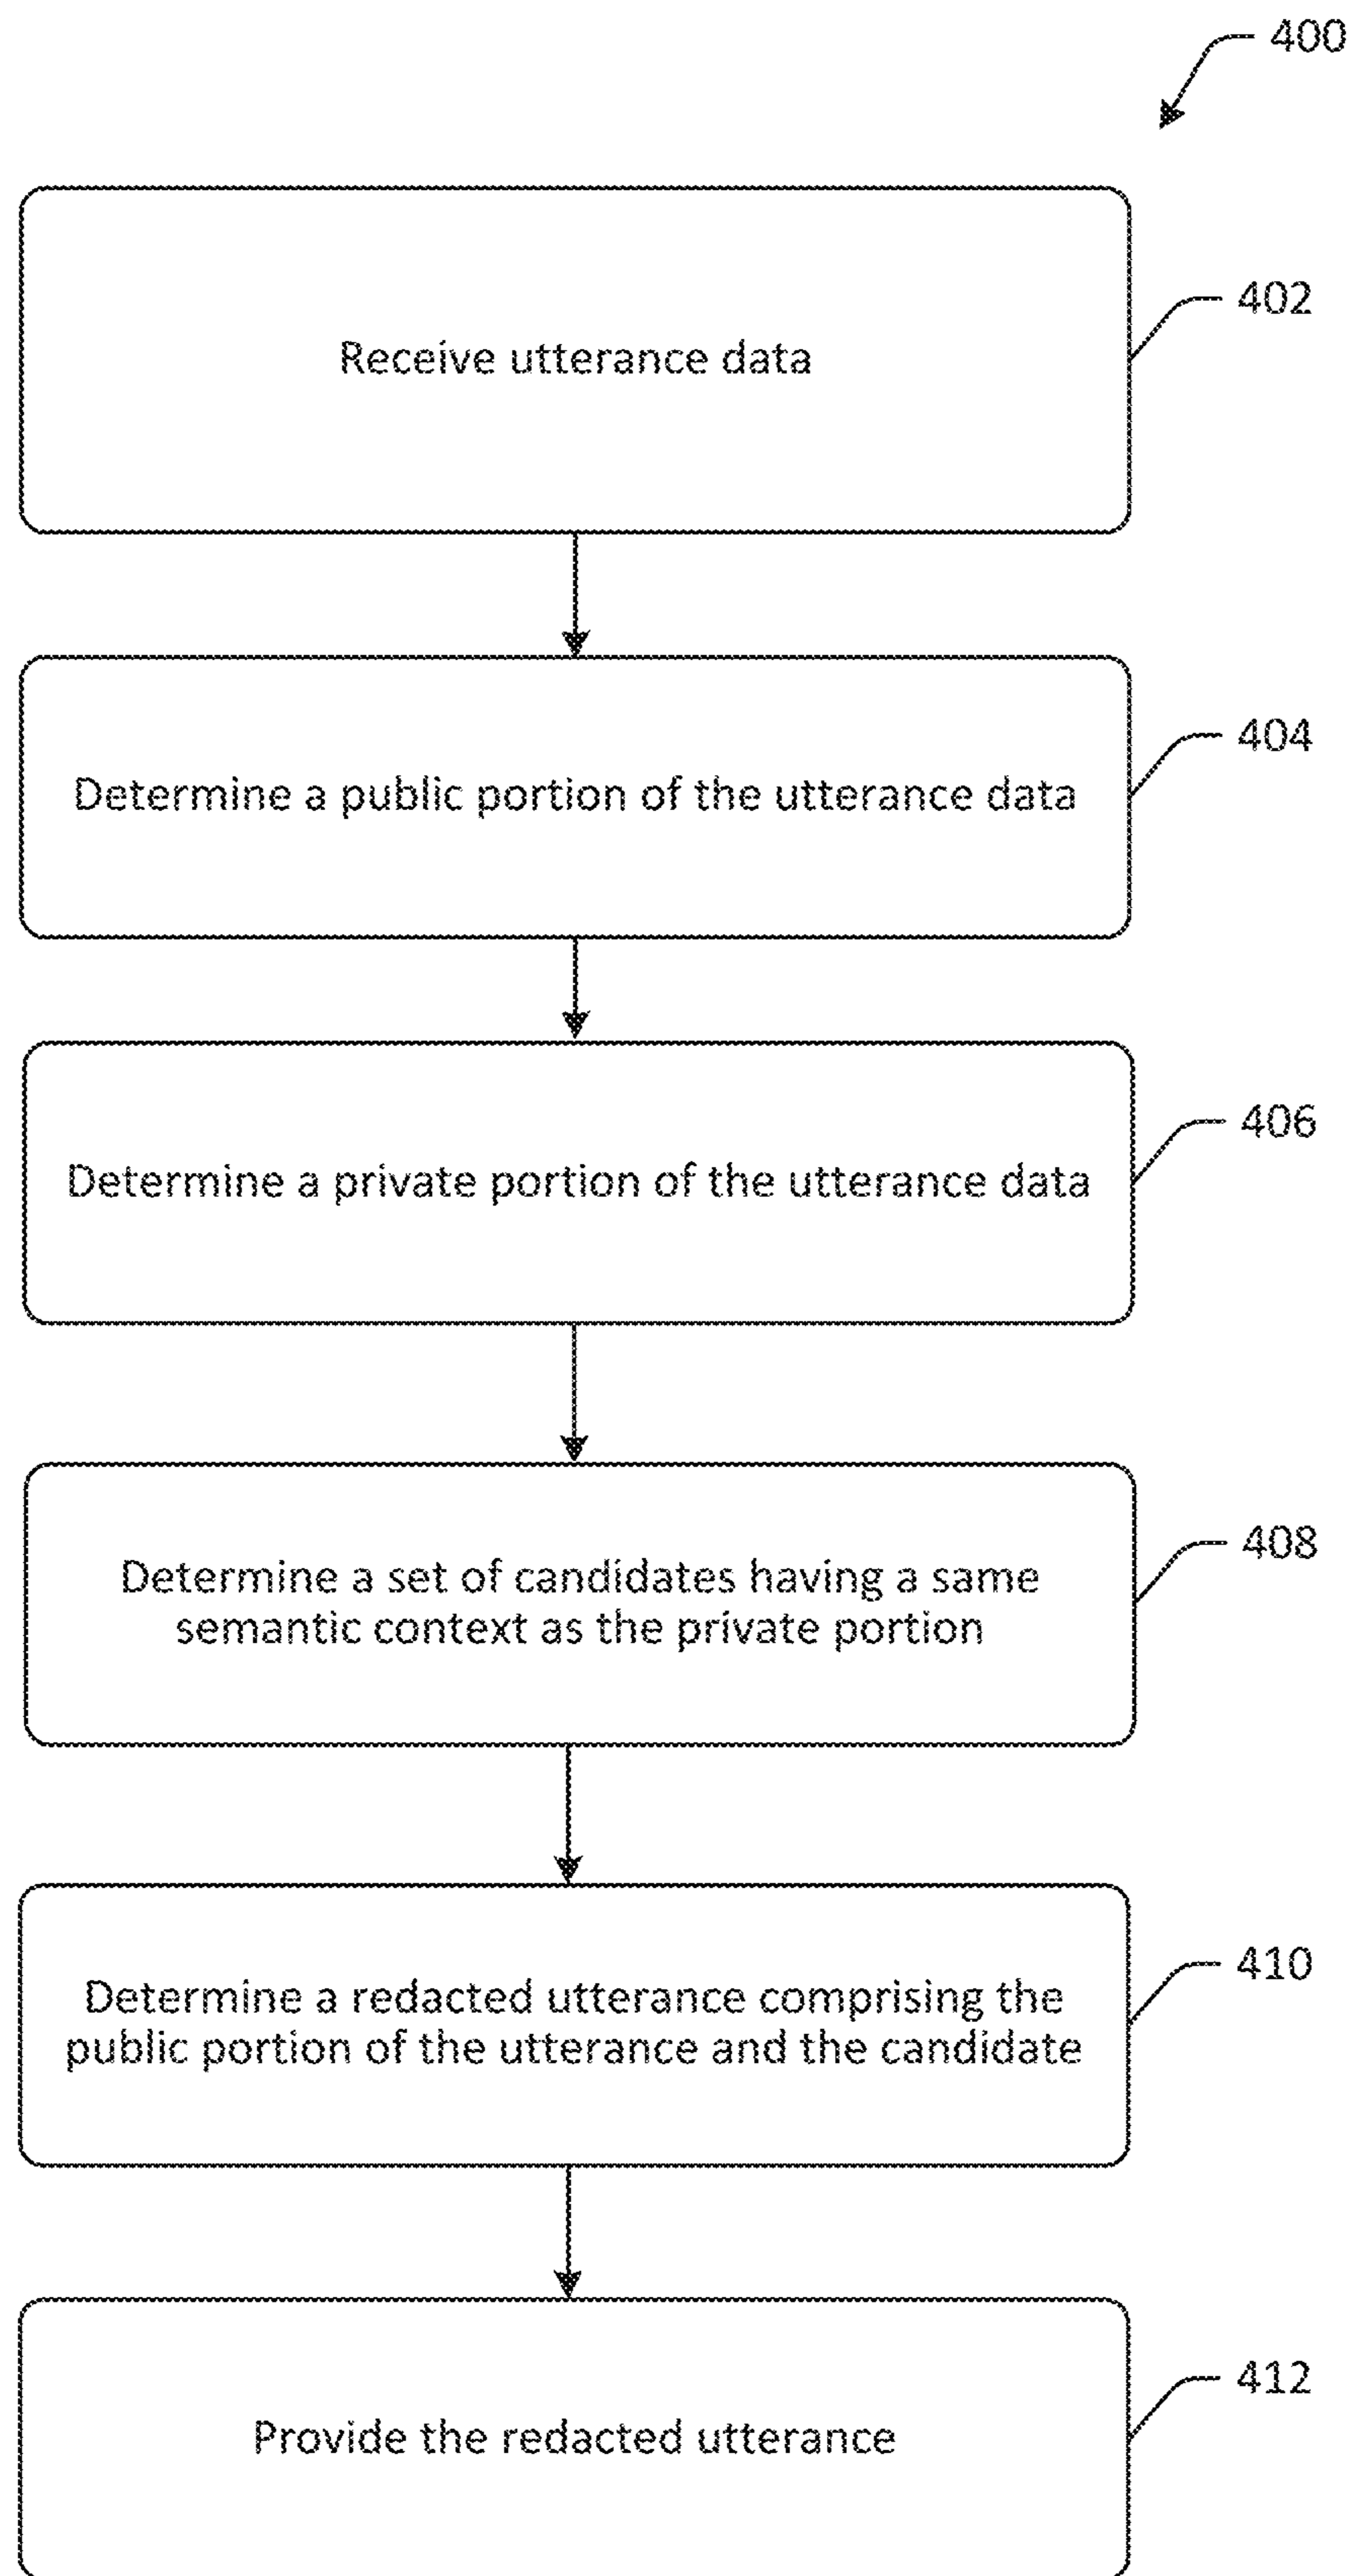 400
Receive utterance data
402
Determine a public portion of the utterance data
404
Determine a private portion of the utterance data
406
Determine a set of candidates having a same
semantic context as the private portion
408
Determine a redacted utterance comprising the
public portion of the utterance and the candidate
410
Provide the redacted utterance
412